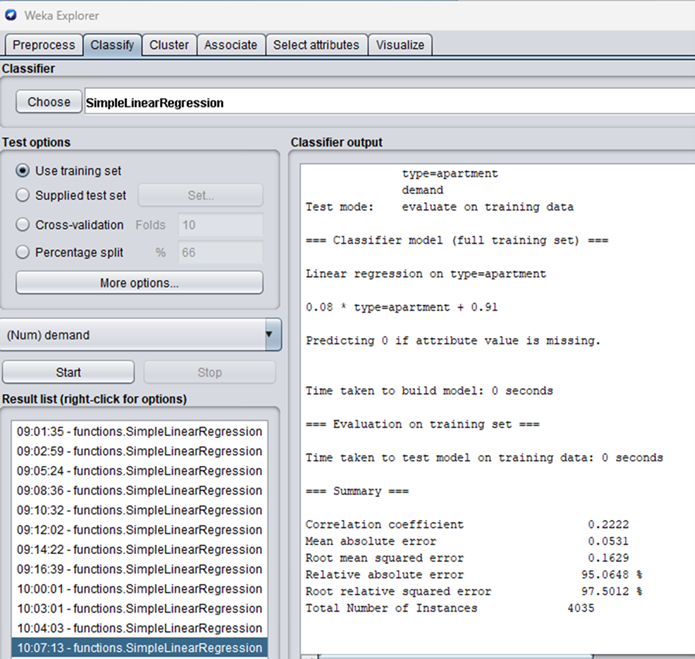 Weka Explorer
Preprocess Classify Cluster Associate Select attributes Visualize
Classifier
Choose SimpleLinearRegression
Test options
Use training set
Supplied test set Set...
Cross-validation Folds 10
Percentage split % 66
More options...
(Num) demand
Start Stop
Result list (right-click for options)
09:01:35 - functions.SimpleLinearRegression
09:02:59 - functions.SimpleLinearRegression
09:05:24 - functions.SimpleLinearRegression
09:08:36 - functions.SimpleLinearRegression
09:10:32 - functions.SimpleLinearRegression
09:12:02 - functions.SimpleLinearRegression
09:14:22 - functions.SimpleLinearRegression
09:16:39 - functions.SimpleLinearRegression
10:00:01 - functions.SimpleLinearRegression
10:03:01 - functions.SimpleLinearRegression
10:04:03 - functions.SimpleLinearRegression
10:07:13 - functions.SimpleLinearRegression
Classifier output
type=apartment
demand
Test mode: evaluate on training data
=== Classifier model (full training set) ===
Linear regression on type=apartment
0.08 * type=apartment + 0.91
Predicting 0 if attribute value is missing.
Time taken to build model: 0 seconds
=== Evaluation on training set ===
Time taken to test model on training data: 0 seconds
=== Summary ===
Correlation coefficient 0.2222
Mean absolute error 0.0531
Root mean squared error 0.1629
Relative absolute error 95.0648 %
Root relative squared error 97.5012 %
Total Number of Instances 4035